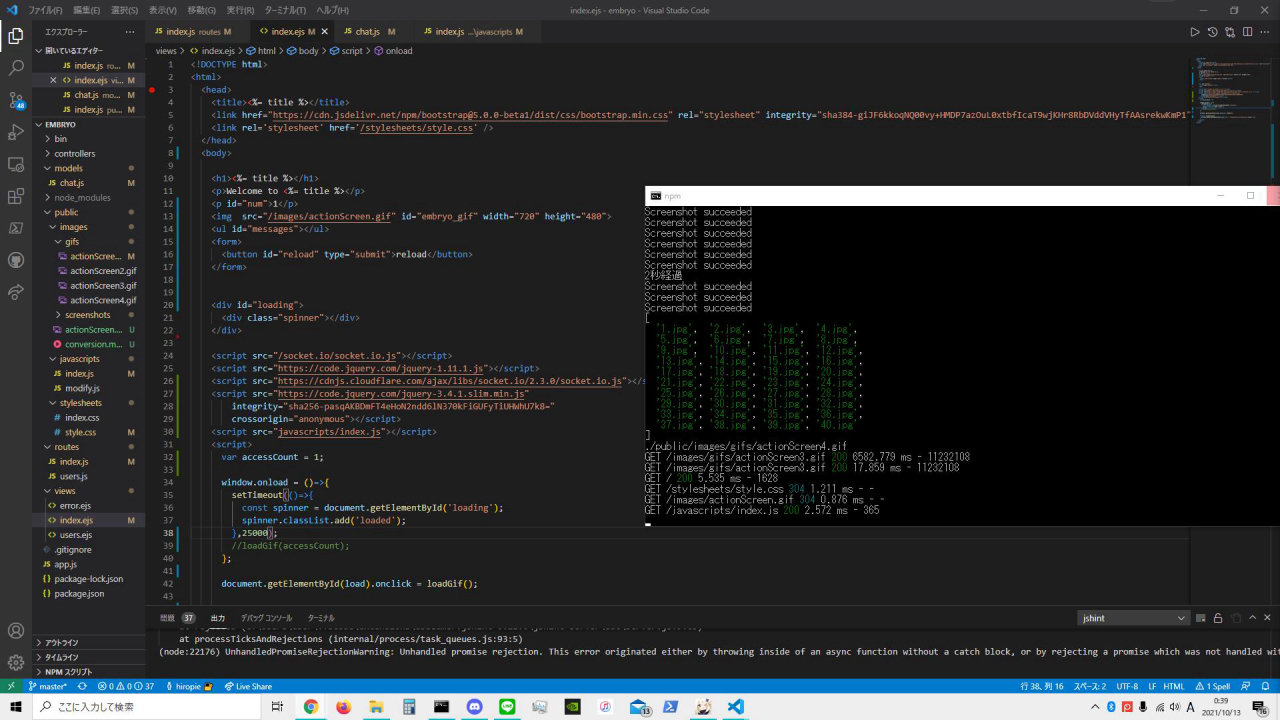 ファイル(F) 編集(E) 選択(S) 表示(V) 移動(G) 実行(R) ターミナル(T) ヘルプ(H) index.ejs - embryo - Visual Studio Code
エクスプローラー
index.js routes M
index.ejs M
chat.js M
index.js ...\javascripts M
views > index.ejs > html > body > script > onload
開いているエディター
index.js ro... M
index.ejs vi... M
chat.js mo... M
index.js pu... M
EMBRYO
bin
controllers
models
chat.js M
node_modules
public
images
gifs
actionScree...
actionScreen2.gif
actionScreen3.gif
actionScreen4.gif
screenshots
actionScreen... U
conversion.m... U
javascripts
index.js M
modify.js
stylesheets
index.css
style.css M
routes
index.js M
users.js
views
error.ejs
index.ejs M
users.ejs
.gitignore
app.js
package-lock.json
package.json
アウトライン
タイムライン
NPM スクリプト
48
1 <!DOCTYPE html>
2 <html>
3 <head>
4 <title><%= title %></title>
5 <link href="https://cdn.jsdelivr.net/npm/bootstrap@5.0.0-beta1/dist/css/bootstrap.min.css" rel="stylesheet" integrity="sha384-giJF6kkoqNQ00vy+HMDP7azOuL0xtbfIcaT9wjKHr8RbDVddVHyTfAAsrekwKmP1"
6 <link rel='stylesheet' href='/stylesheets/style.css' />
7 </head>
8 <body>
9
10 <h1><%= title %></h1>
11 <p>Welcome to <%= title %></p>
12 <p id="num">1</p>
13 <img src="/images/actionScreen.gif" id="embryo_gif" width="720" height="480">
14 <ul id="messages"></ul>
15 <form>
16 <button id="reload" type="submit">reload</button>
17 </form>
18
19
20 <div id="loading">
21 <div class="spinner"></div>
22 </div>
23
24 <script src="/socket.io/socket.io.js"></script>
25 <script src="https://code.jquery.com/jquery-1.11.1.js"></script>
26 <script src="https://cdnjs.cloudflare.com/ajax/libs/socket.io/2.3.0/socket.io.js"></s
27 <script src="https://code.jquery.com/jquery-3.4.1.slim.min.js"
28 integrity="sha256-pasqAKBDmFT4eHoN2ndd6lN370kFiGUFyTiUHWhU7k8="
29 crossorigin="anonymous"></script>
30 <script src="javascripts/index.js"></script>
31 <script>
32 var accessCount = 1;
33
34 window.onload = ()=>{
35 setTimeout(()=>{
36 const spinner = document.getElementById('loading');
37 spinner.classList.add('loaded');
38 },25000);
39 //loadGif(accessCount);
40 };
41
42 document.getElementById(load).onclick = loadGif();
npm
Screenshot succeeded
Screenshot succeeded
Screenshot succeeded
Screenshot succeeded
Screenshot succeeded
Screenshot succeeded
2秒経過
Screenshot succeeded
Screenshot succeeded
Screenshot succeeded
[
'1.jpg', '2.jpg', '3.jpg', '4.jpg',
'5.jpg', '6.jpg', '7.jpg', '8.jpg',
'9.jpg', '10.jpg', '11.jpg', '12.jpg',
'13.jpg', '14.jpg', '15.jpg', '16.jpg',
'17.jpg', '18.jpg', '19.jpg', '20.jpg',
'21.jpg', '22.jpg', '23.jpg', '24.jpg',
'25.jpg', '26.jpg', '27.jpg', '28.jpg',
'29.jpg', '30.jpg', '31.jpg', '32.jpg',
'33.jpg', '34.jpg', '35.jpg', '36.jpg',
'37.jpg', '38.jpg', '39.jpg', '40.jpg'
]
./public/images/gifs/actionScreen4.gif
GET /images/gifs/actionScreen3.gif 200 6582.779 ms - 11232108
GET /images/gifs/actionScreen3.gif 200 17.859 ms - 11232108
GET / 200 5.535 ms - 1628
GET /stylesheets/style.css 304 1.211 ms - -
GET /images/actionScreen.gif 304 0.876 ms - -
GET /javascripts/index.js 200 2.572 ms - 365
問題 37 出力 デバッグ コンソール ターミナル jshint
at processTicksAndRejections (internal/process/task_queues.js:93:5)
(node:22176) UnhandledPromiseRejectionWarning: Unhandled promise rejection. This error originated either by throwing inside of an async function without a catch block, or by rejecting a promise which was not handled wit
master* 0 0 37 hiropie Live Share 行 38, 列 16 スペース: 2 UTF-8 LF HTML 1 Spell
ここに入力して検索
13
A
0:39
2021/10/13
16